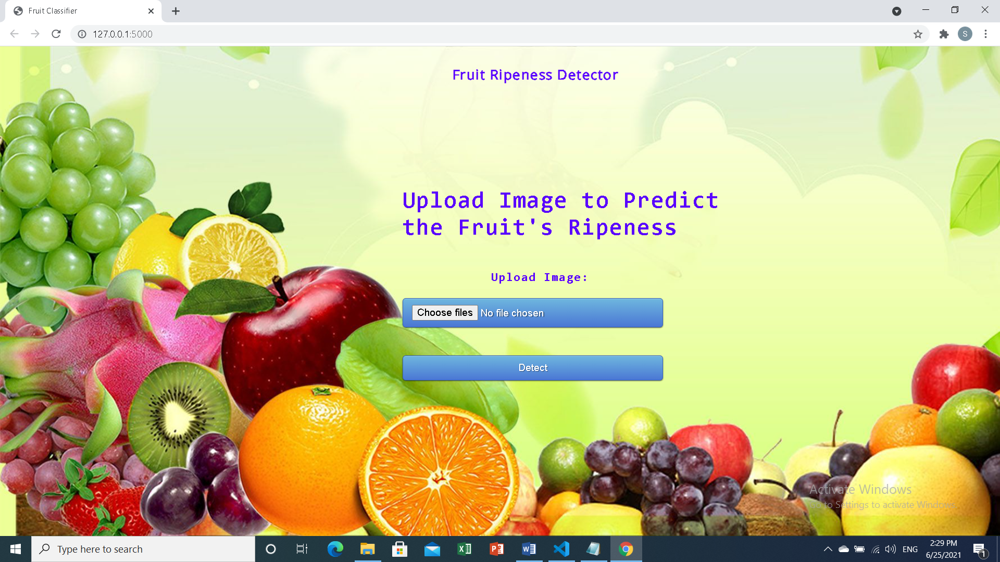 Fruit Classifier
127.0.0.1:5000
S
Fruit Ripeness Detector
Upload Image to Predict
the Fruit's Ripeness
Upload Image:
Choose files No file chosen
Detect
Activate Windows
Go to Settings to activate Windows.
Type here to search
ENG
2:29 PM
6/25/2021
1